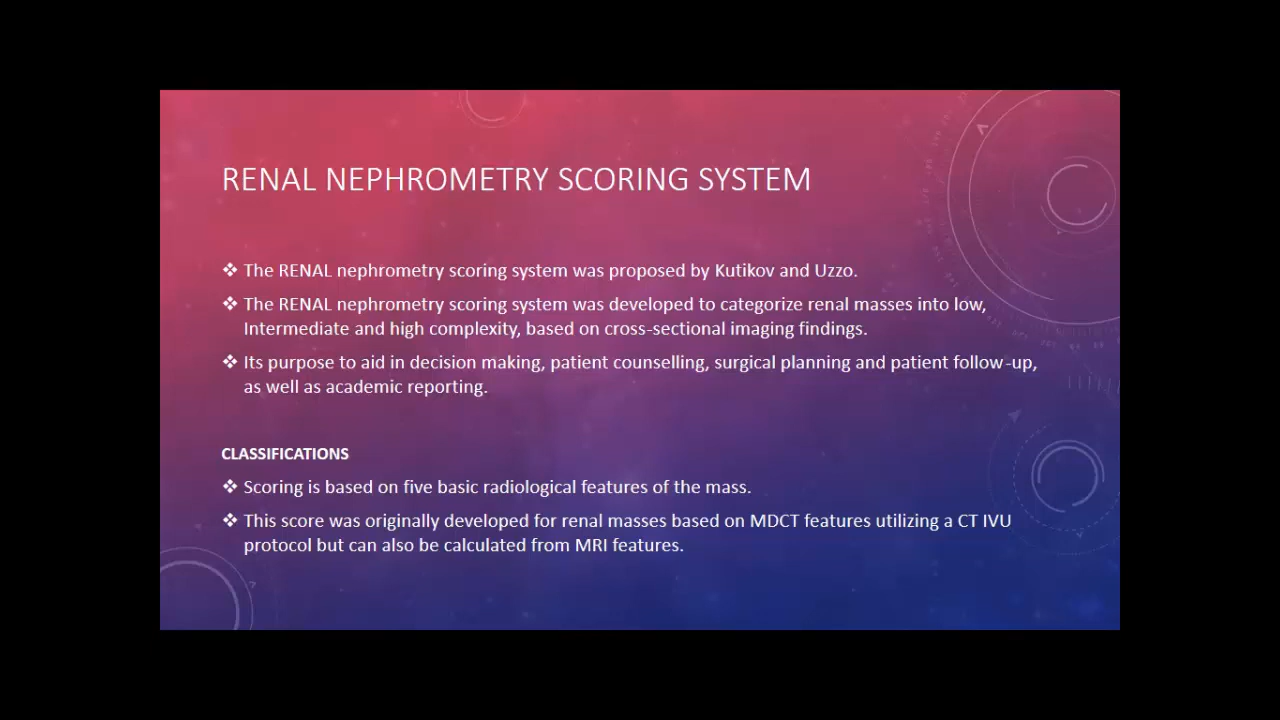 RENAL NEPHROMETRY SCORING SYSTEM
❖ The RENAL nephrometry scoring system was proposed by Kutikov and Uzzo.
❖ The RENAL nephrometry scoring system was developed to categorize renal masses into low,
Intermediate and high complexity, based on cross-sectional imaging findings.
❖ Its purpose to aid in decision making, patient counselling, surgical planning and patient follow-up,
as well as academic reporting.
CLASSIFICATIONS
❖ Scoring is based on five basic radiological features of the mass.
❖ This score was originally developed for renal masses based on MDCT features utilizing a CT IVU
protocol but can also be calculated from MRI features.